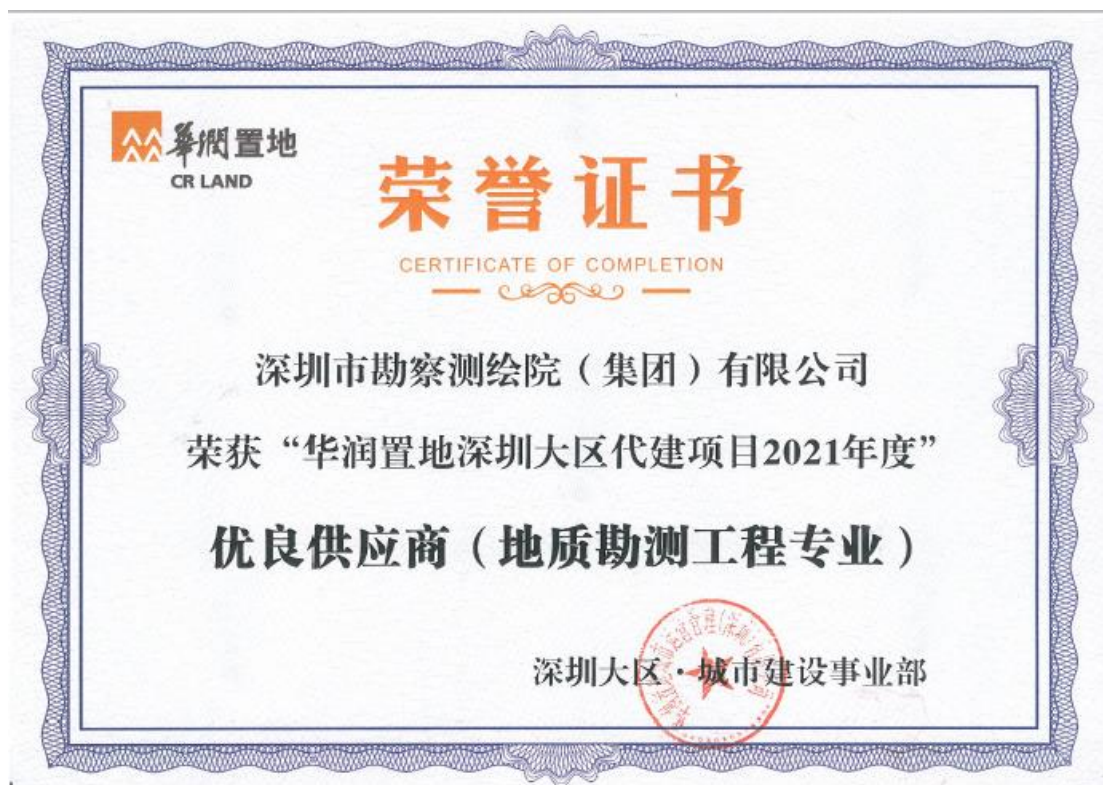 華潤置地
CR LAND
荣誉证书
CERTIFICATE OF COMPLETION
深圳市勘察测绘院（集团）有限公司
荣获“华润置地深圳大区代建项目2021年度”
优良供应商（地质勘测工程专业）
深圳大区·城市建设事业部